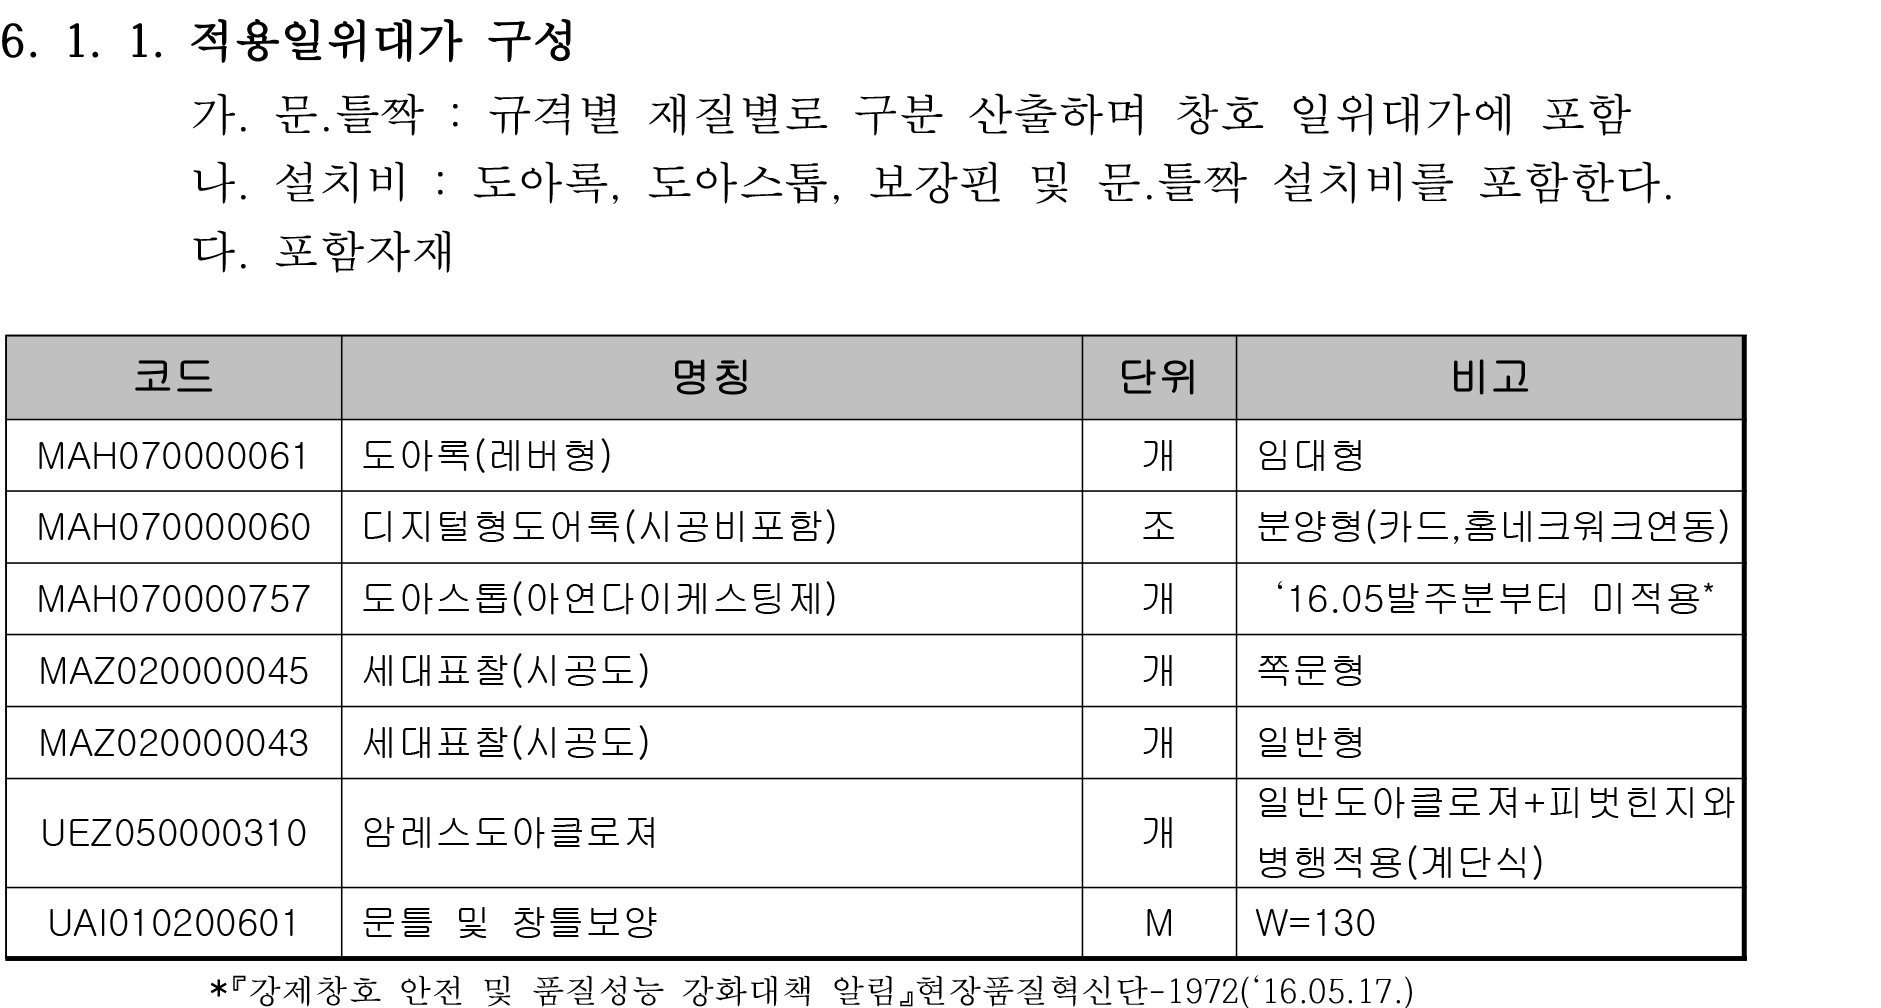 6. 1. 1. 적용일위대가 구성
가. 문.틀짝 : 규격별 재질별로 구분 산출하며 창호 일위대가에 포함
나. 설치비 : 도아록, 도아스톱, 보강핀 및 문.틀짝 설치비를 포함한다.
다. 포함자재
코드 명칭 단위 비고
MAH070000061 도아록(레버형) 개 임대형
MAH070000060 디지털형도어록(시공비포함) 조 분양형(카드,홈네크워크연동)
MAH070000757 도아스톱(아연다이케스팅제) 개 ‘16.05발주분부터 미적용*
MAZ020000045 세대표찰(시공도) 개 쪽문형
MAZ020000043 세대표찰(시공도) 개 일반형
UEZ050000310 암레스도아클로져 개 일반도아클로져+피벗힌지와
병행적용(계단식)
UAI010200601 문틀 및 창틀보양 M W=130
*『강제창호 안전 및 품질성능 강화대책 알림』현장품질혁신단-1972(‘16.05.17.)